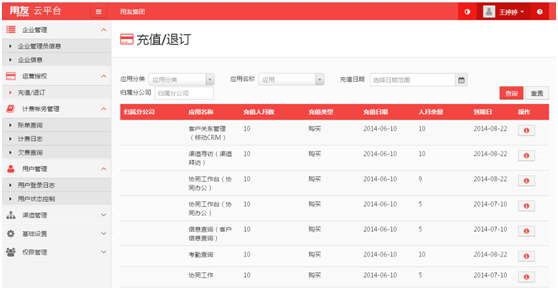 用友 云平台
用友集团
王婷婷
企业管理
企业管理员信息
企业信息
运营授权
充值/退订
计费帐务管理
账单查询
计费日志
欠费查询
用户管理
用户登录日志
用户状态控制
渠道管理
基础设置
权限管理
充值/退订
应用分类 应用分类 应用名称 应用 充值日期 选择日期范围
归属分公司 归属分公司 查询 重置
归属分公司 应用名称 充值人月数 充值类型 充值日期 人月余额 到期日 操作
客户关系管理 10 购买 2014-06-10 10 2014-08-22
(移动CRM)
渠道寻访(渠道 10 购买 2014-06-10 10 2014-08-22
拜访)
协同工作台(协 10 购买 2014-06-10 9 2014-08-22
同办公)
协同工作台(协 10 购买 2014-06-10 5 2014-07-10
同办公)
信息查询(客户 10 购买 2014-06-10 5 2014-07-10
信息查询)
考勤查询 10 购买 2014-06-10 10 2014-08-22
协同工作 10 购买 2014-06-10 5 2014-07-10